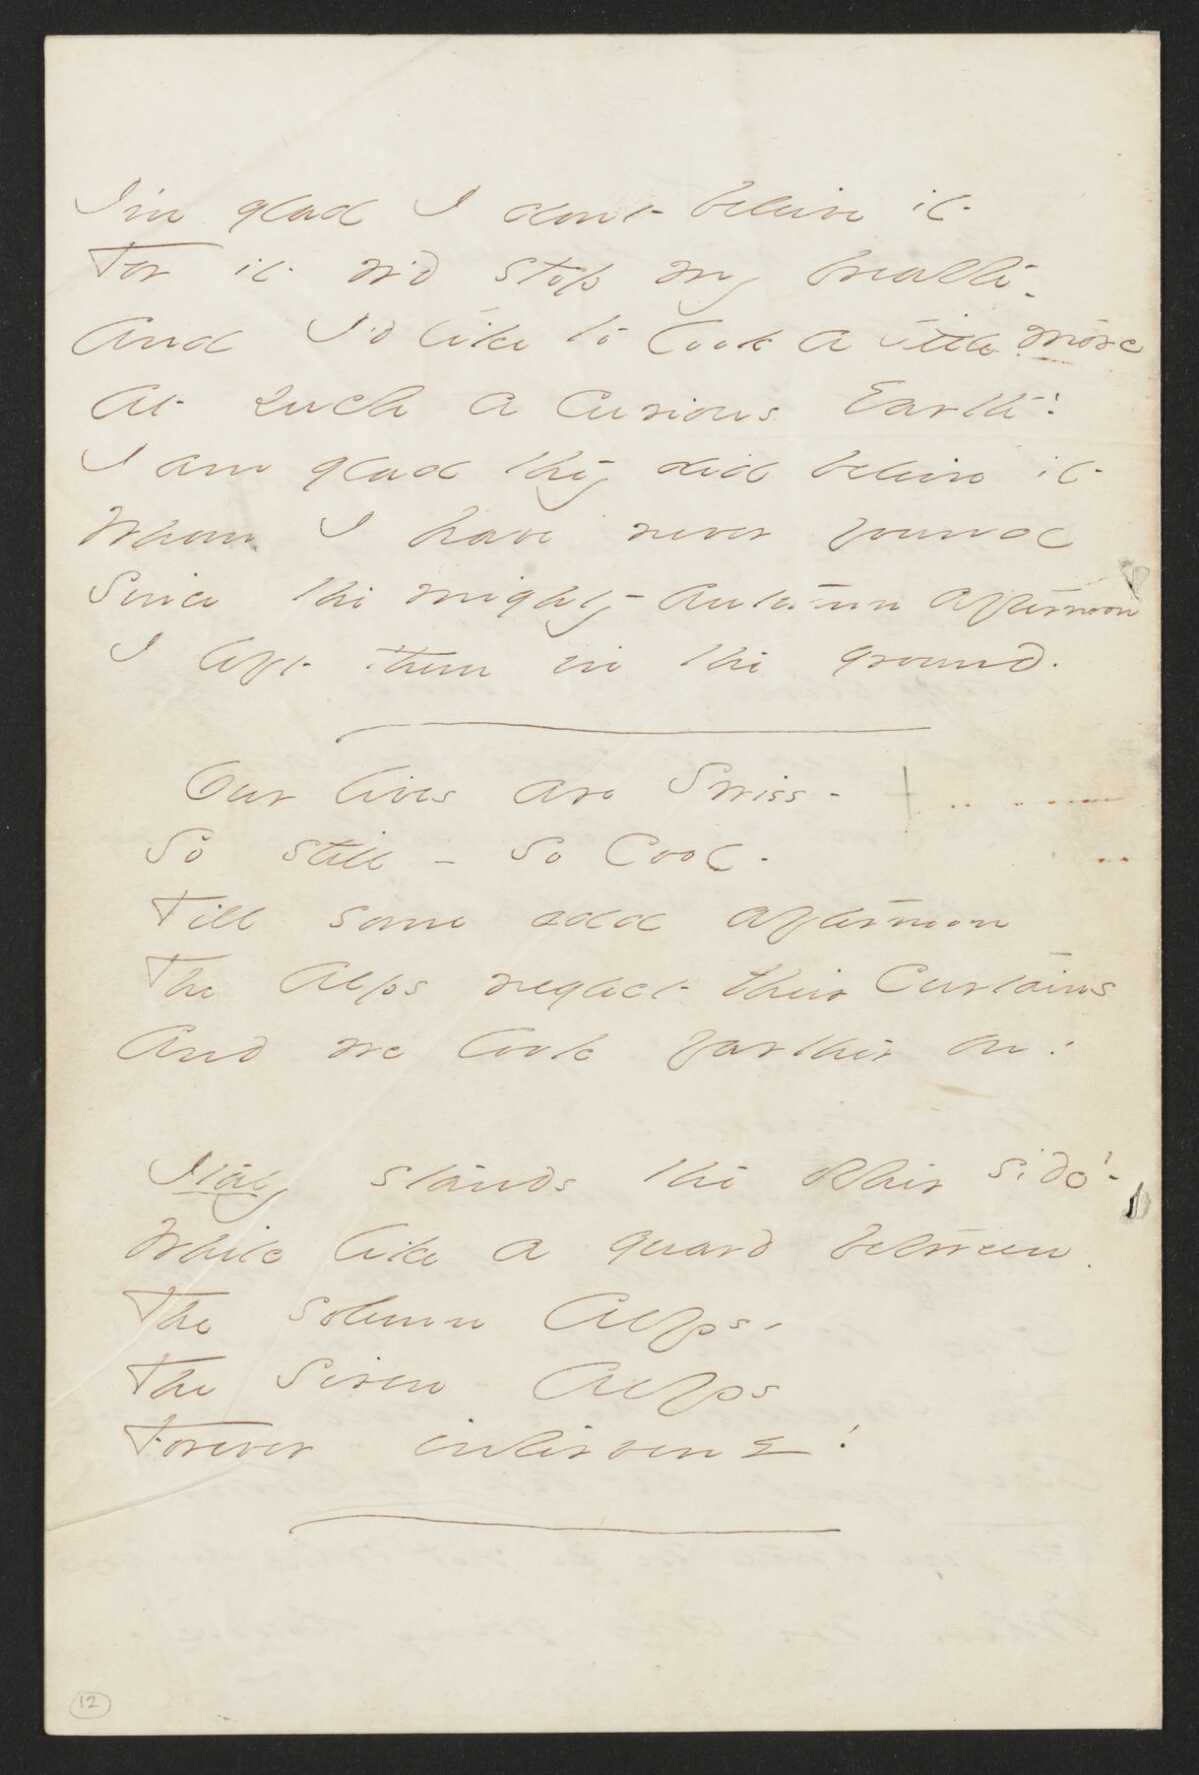 I'm glad I don't believe it
For it w'd stop my breath -
And I'd like to look a little more
At such a curious Earth!
I am glad they did believe it
Whom I have never found
Since the mighty Autumn afternoon
I left them in the ground.
Our lives are Swiss -
So still - so Cool -
Till some odd afternoon
The Alps neglect their Curtains
And we look farther on!
Italy stands the other side!
While like a guard between -
The solemn Alps -
The siren Alps
Forever intervene!
12